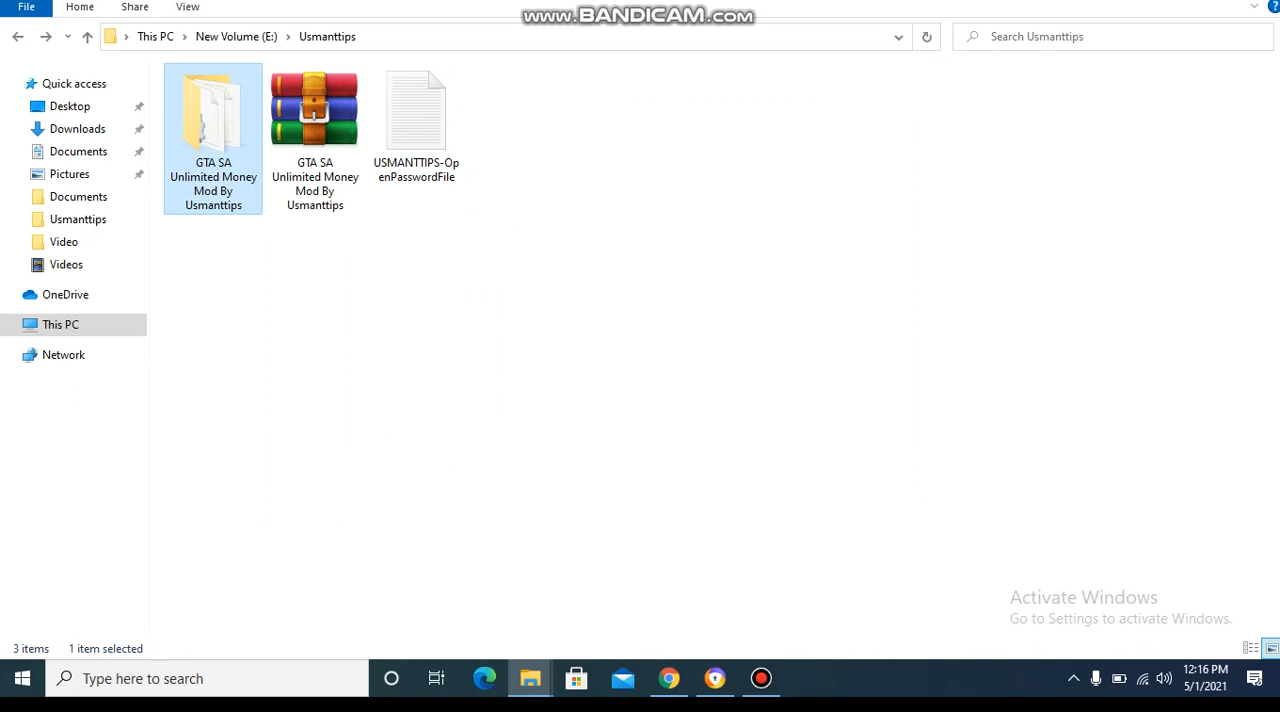 File Home Share View
www.BANDICAM.com
This PC New Volume (E:) Usmanttips
Search Usmanttips
Quick access
Desktop
Downloads
Documents
Pictures
Documents
Usmanttips
Video
Videos
OneDrive
This PC
Network
GTA SA
Unlimited Money
Mod By
Usmanttips
GTA SA
Unlimited Money
Mod By
Usmanttips
USMANTTIPS-Op
enPasswordFile
Activate Windows
Go to Settings to activate Windows.
3 items 1 item selected
Type here to search
12:16 PM
5/1/2021